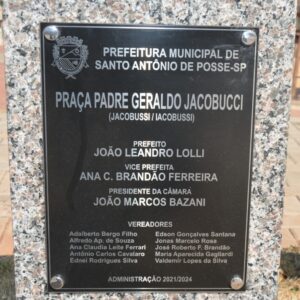 PREFEITURA MUNICIPAL DE
SANTO ANTÔNIO DE POSSE-SP
PRAÇA PADRE GERALDO JACOBUCCI
(JACOBUSSI / IACOBUSSI)
PREFEITO
JOÃO LEANDRO LOLLI
VICE PREFEITA
ANA C. BRANDÃO FERREIRA
PRESIDENTE DA CÂMARA
JOÃO MARCOS BAZANI
VEREADORES
Adalberto Bergo Filho
Alfredo Ap. de Souza
Ana Claudia Leite Ferrari
Antônio Carlos Cavalaro
Ednei Rodrigues Silva
Edson Gonçalves Santana
Jonas Marcelo Rosa
José Roberto F. Brandão
Maria Aparecida Gagliardi
Valdemir Lopes da Silva
ADMINISTRAÇÃO 2021/2024